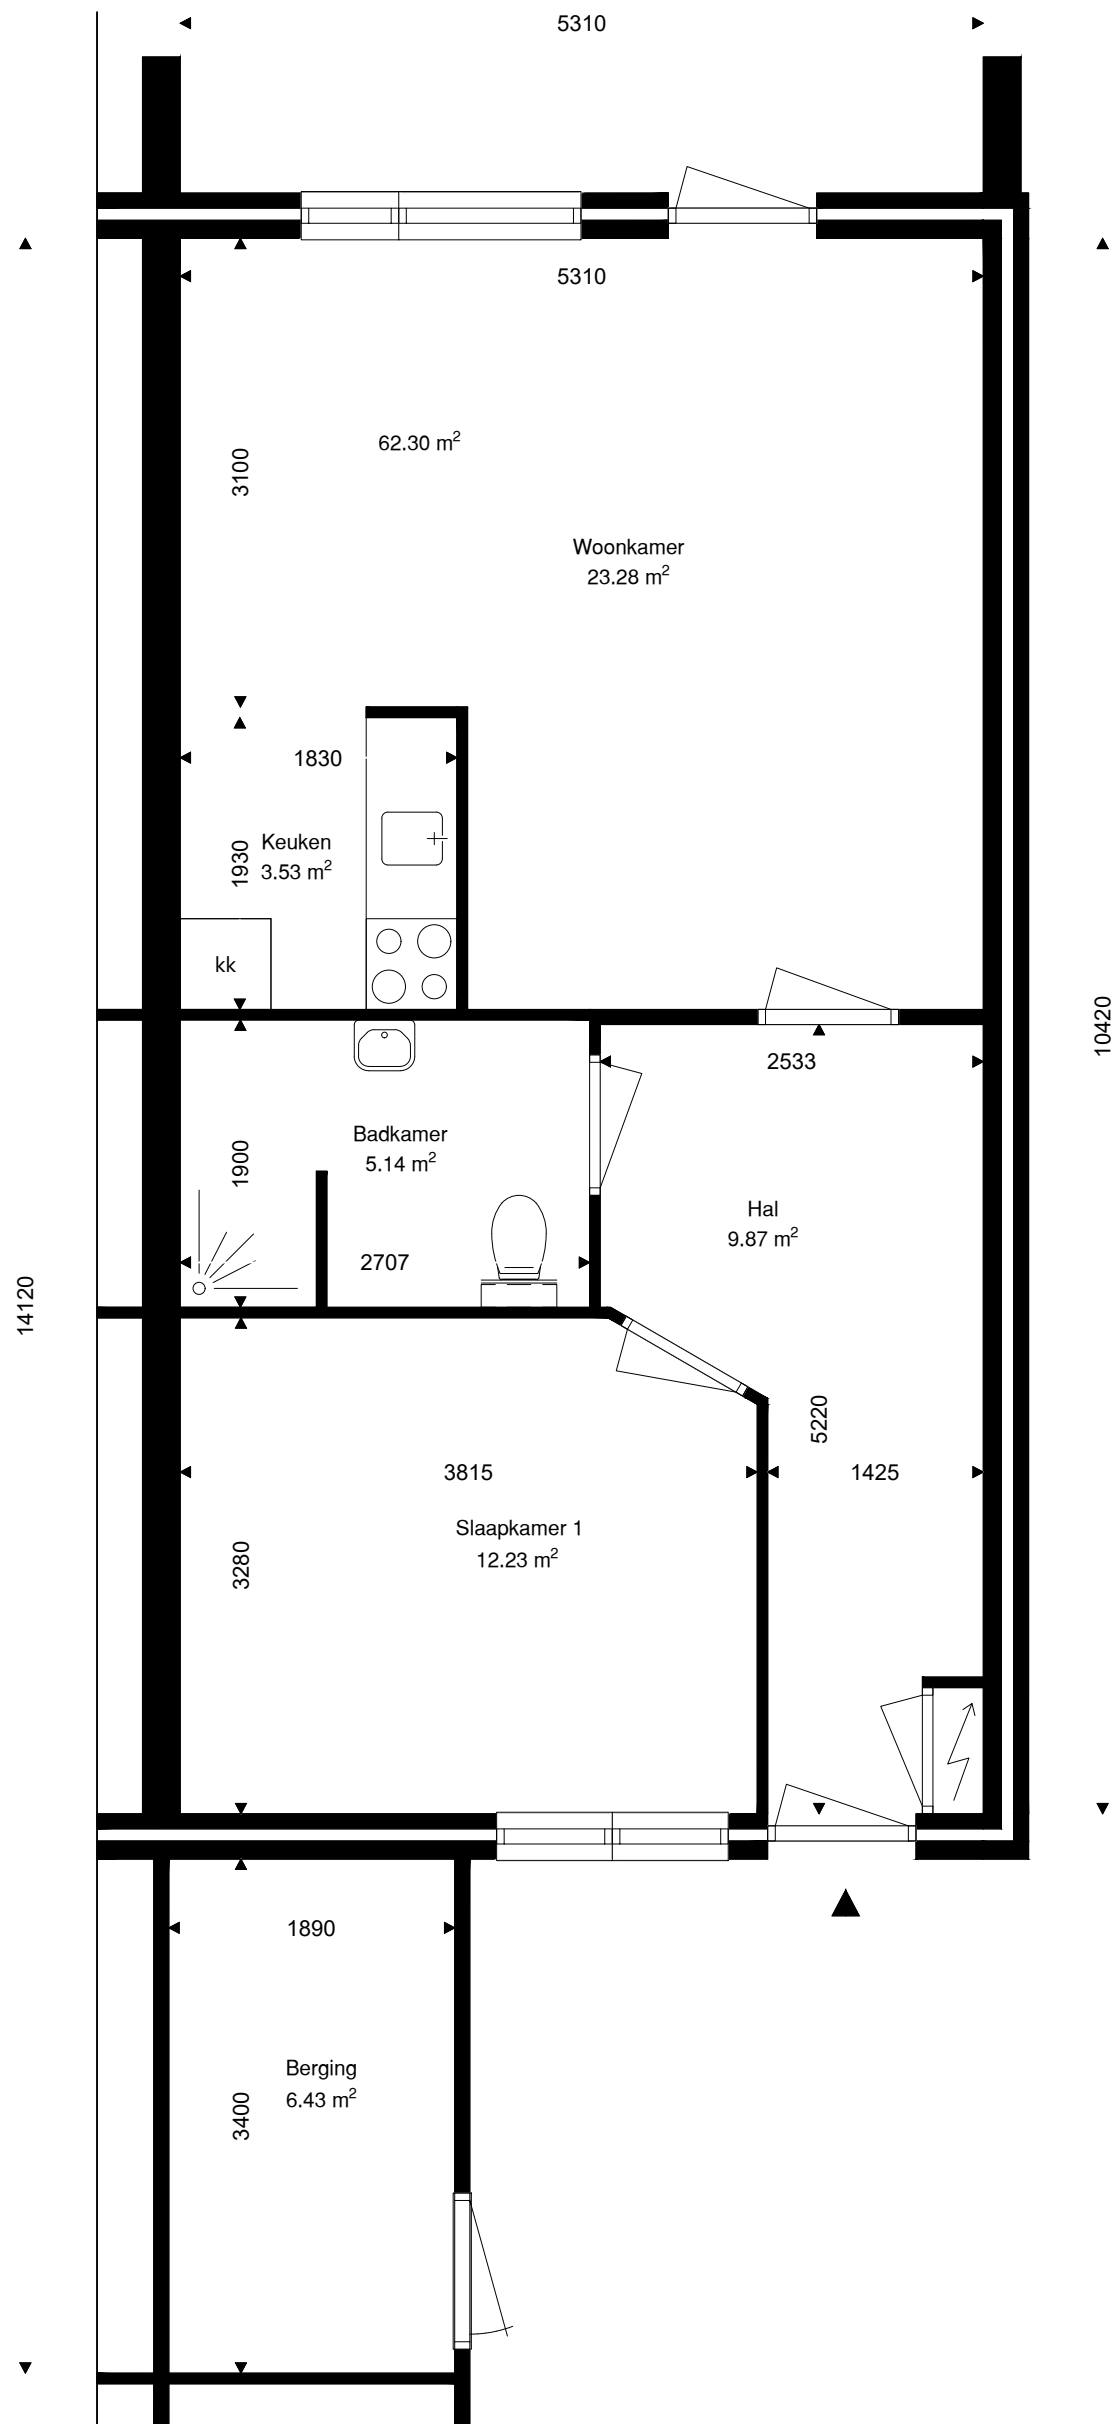 5310
5310
3100
62.30 m²
Woonkamer
23.28 m²
1830
Keuken
3.53 m²
1930
kk
10420
2533
Badkamer
5.14 m²
1900
Hal
9.87 m²
2707
14120
5220
3815
1425
Slaapkamer 1
12.23 m²
3280
1890
Berging
6.43 m²
3400